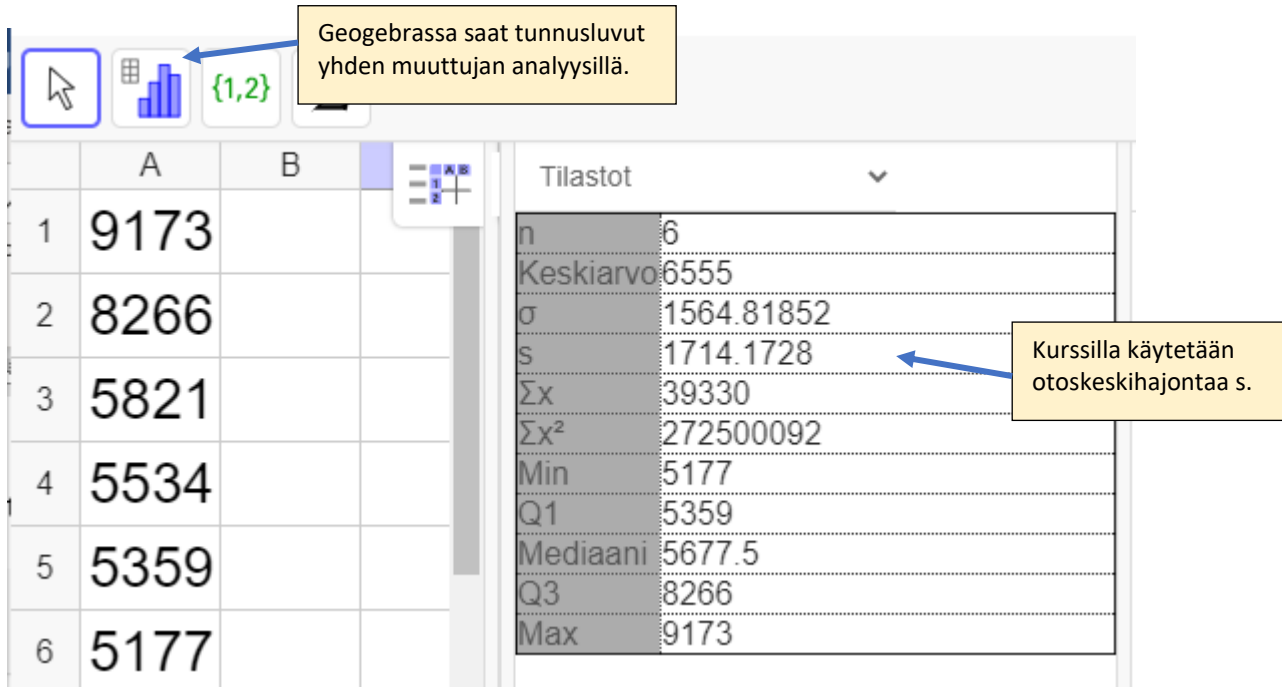 Geogebrassa saat tunnusluvut
yhden muuttujan analyysillä.
{1,2}
A B
1 9173
2 8266
3 5821
4 5534
5 5359
6 5177
A B
1
2
Tilastot
n 6
Keskiarvo 6555
σ 1564.81852
s 1714.1728
Σx 39330
Σx² 272500092
Min 5177
Q1 5359
Mediaani 5677.5
Q3 8266
Max 9173
Kurssilla käytetään
otoskeskihajontaa s.